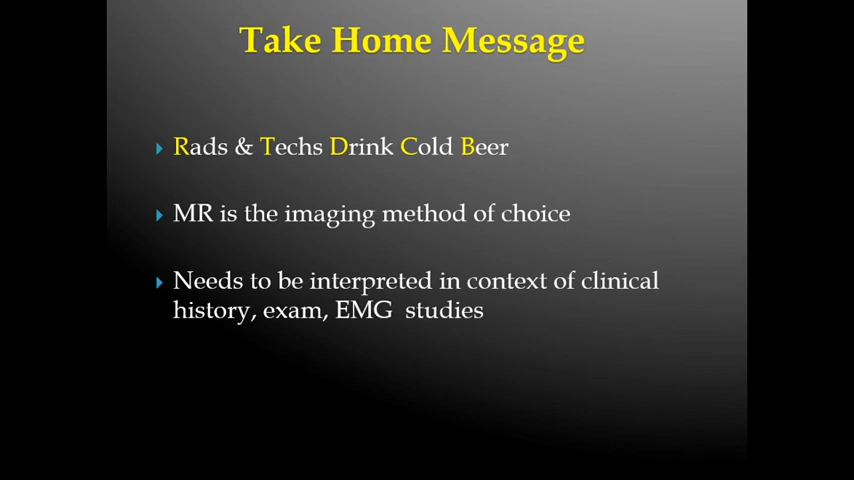 Take Home Message
Rads & Techs Drink Cold Beer
MR is the imaging method of choice
Needs to be interpreted in context of clinical
history, exam, EMG studies